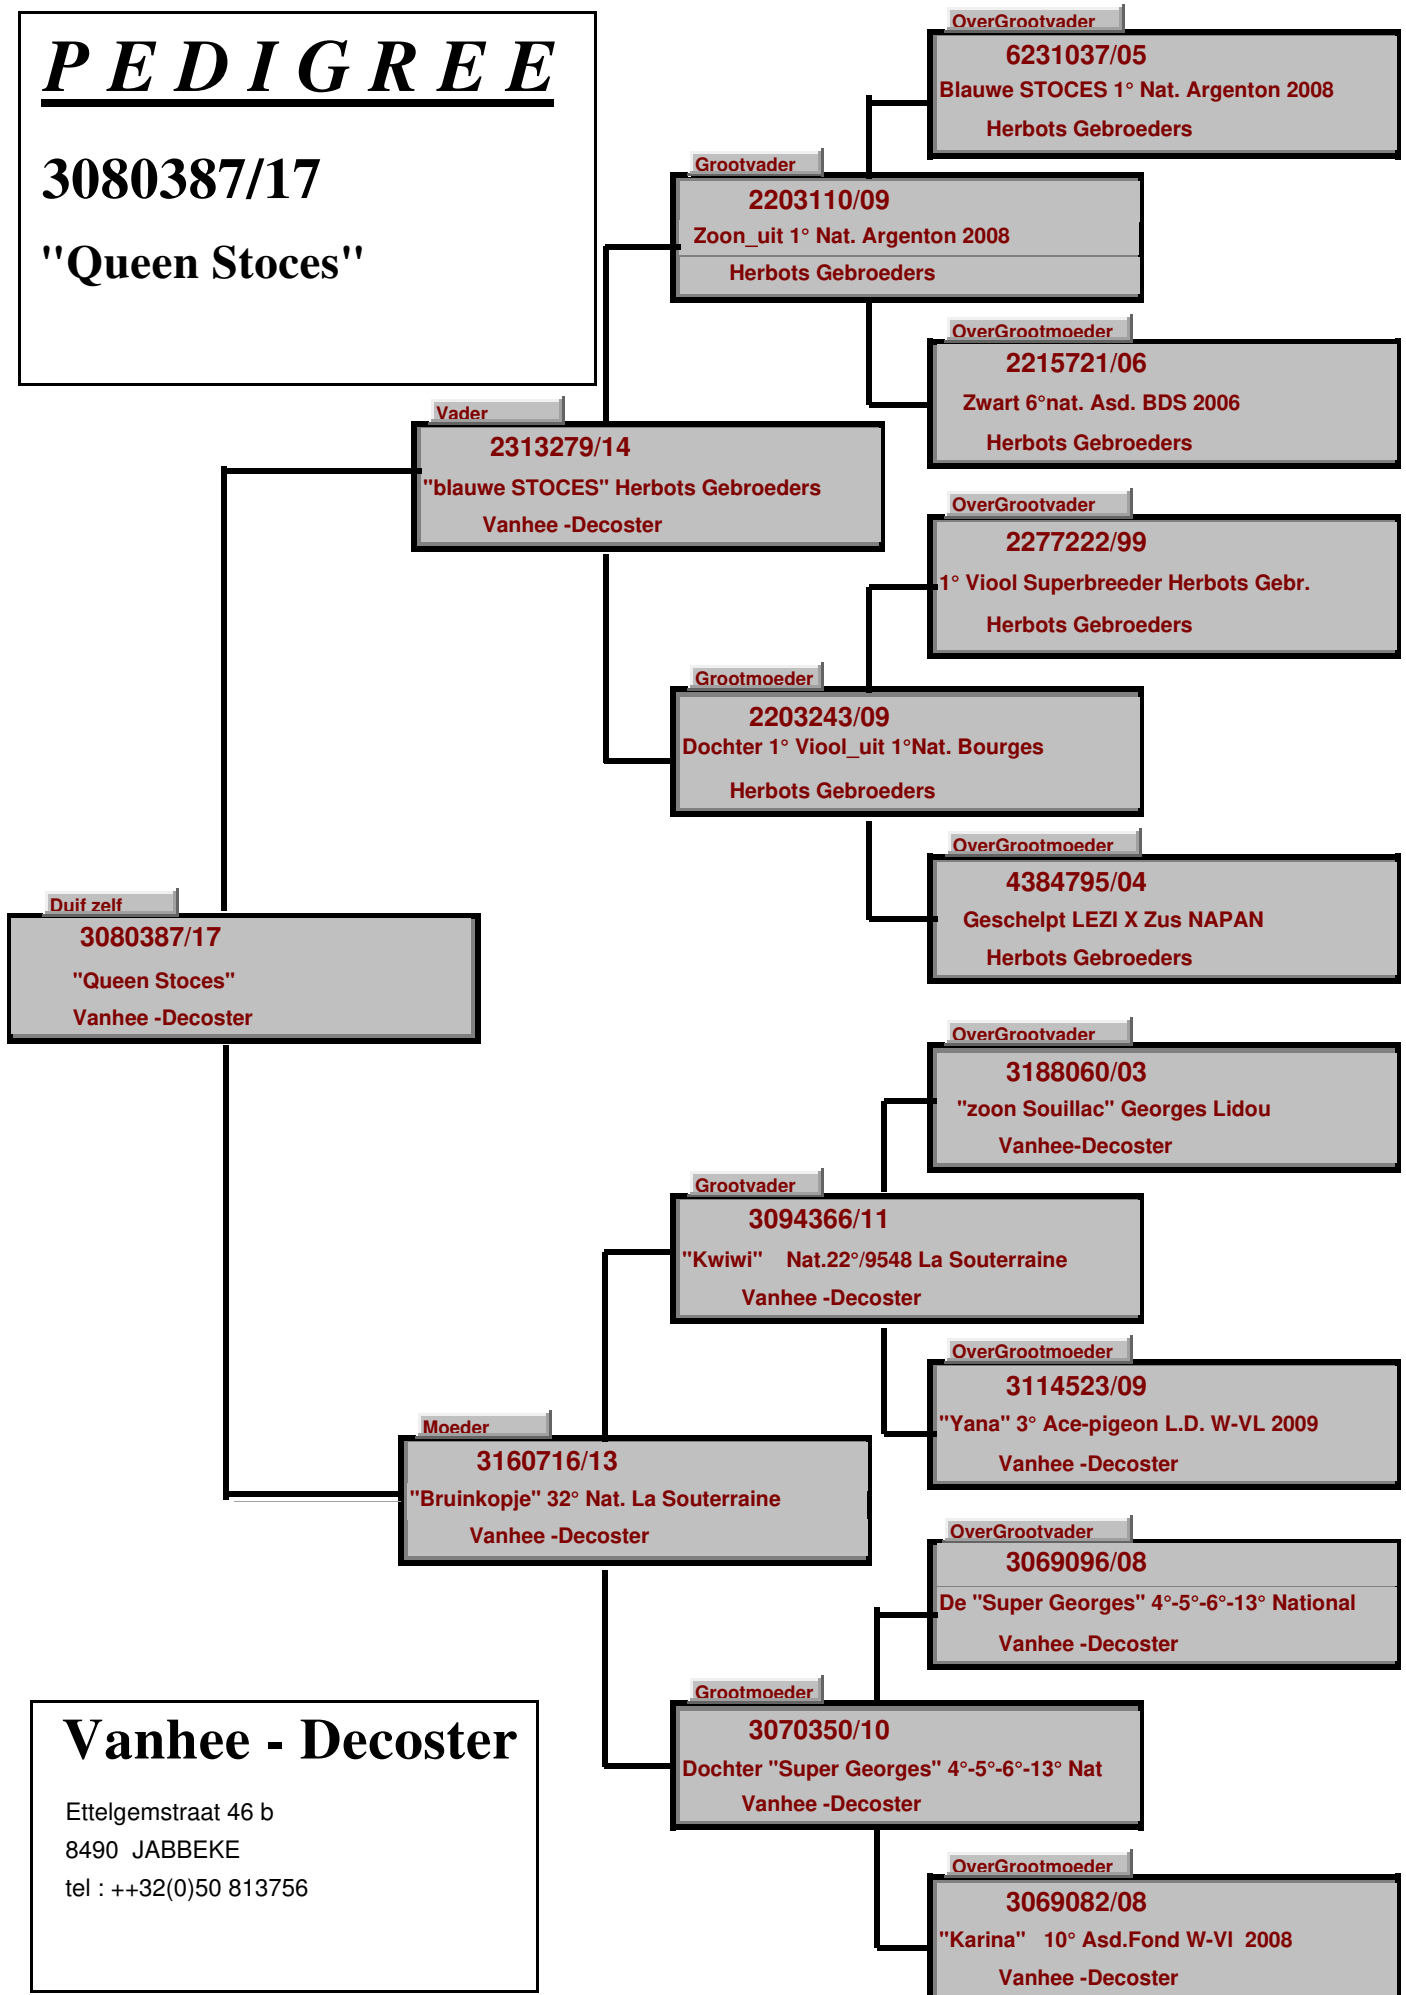 P E D I G R E E
3080387/17
"Queen Stoces"
OverGrootvader
6231037/05
Blauwe STOCES 1° Nat. Argenton 2008
Herbots Gebroeders
Grootvader
2203110/09
Zoon_uit 1° Nat. Argenton 2008
Herbots Gebroeders
OverGrootmoeder
2215721/06
Zwart 6°nat. Asd. BDS 2006
Herbots Gebroeders
Vader
2313279/14
"blauwe STOCES" Herbots Gebroeders
Vanhee -Decoster
OverGrootvader
2277222/99
1° Viool Superbreeder Herbots Gebr.
Herbots Gebroeders
Grootmoeder
2203243/09
Dochter 1° Viool_uit 1°Nat. Bourges
Herbots Gebroeders
OverGrootmoeder
4384795/04
Geschelpt LEZI X Zus NAPAN
Herbots Gebroeders
Duif zelf
3080387/17
"Queen Stoces"
Vanhee -Decoster
OverGrootvader
3188060/03
"zoon Souillac" Georges Lidou
Vanhee-Decoster
Grootvader
3094366/11
"Kwiwi" Nat.22°/9548 La Souterraine
Vanhee -Decoster
OverGrootmoeder
3114523/09
"Yana" 3° Ace-pigeon L.D. W-VL 2009
Vanhee -Decoster
Moeder
3160716/13
"Bruinkopje" 32° Nat. La Souterraine
Vanhee -Decoster
OverGrootvader
3069096/08
De "Super Georges" 4°-5°-6°-13° National
Vanhee -Decoster
Grootmoeder
3070350/10
Dochter "Super Georges" 4°-5°-6°-13° Nat
Vanhee -Decoster
OverGrootmoeder
3069082/08
"Karina" 10° Asd.Fond W-Vl 2008
Vanhee -Decoster
Vanhee - Decoster
Ettelgemstraat 46 b
8490 JABBEKE
tel : ++32(0)50 813756